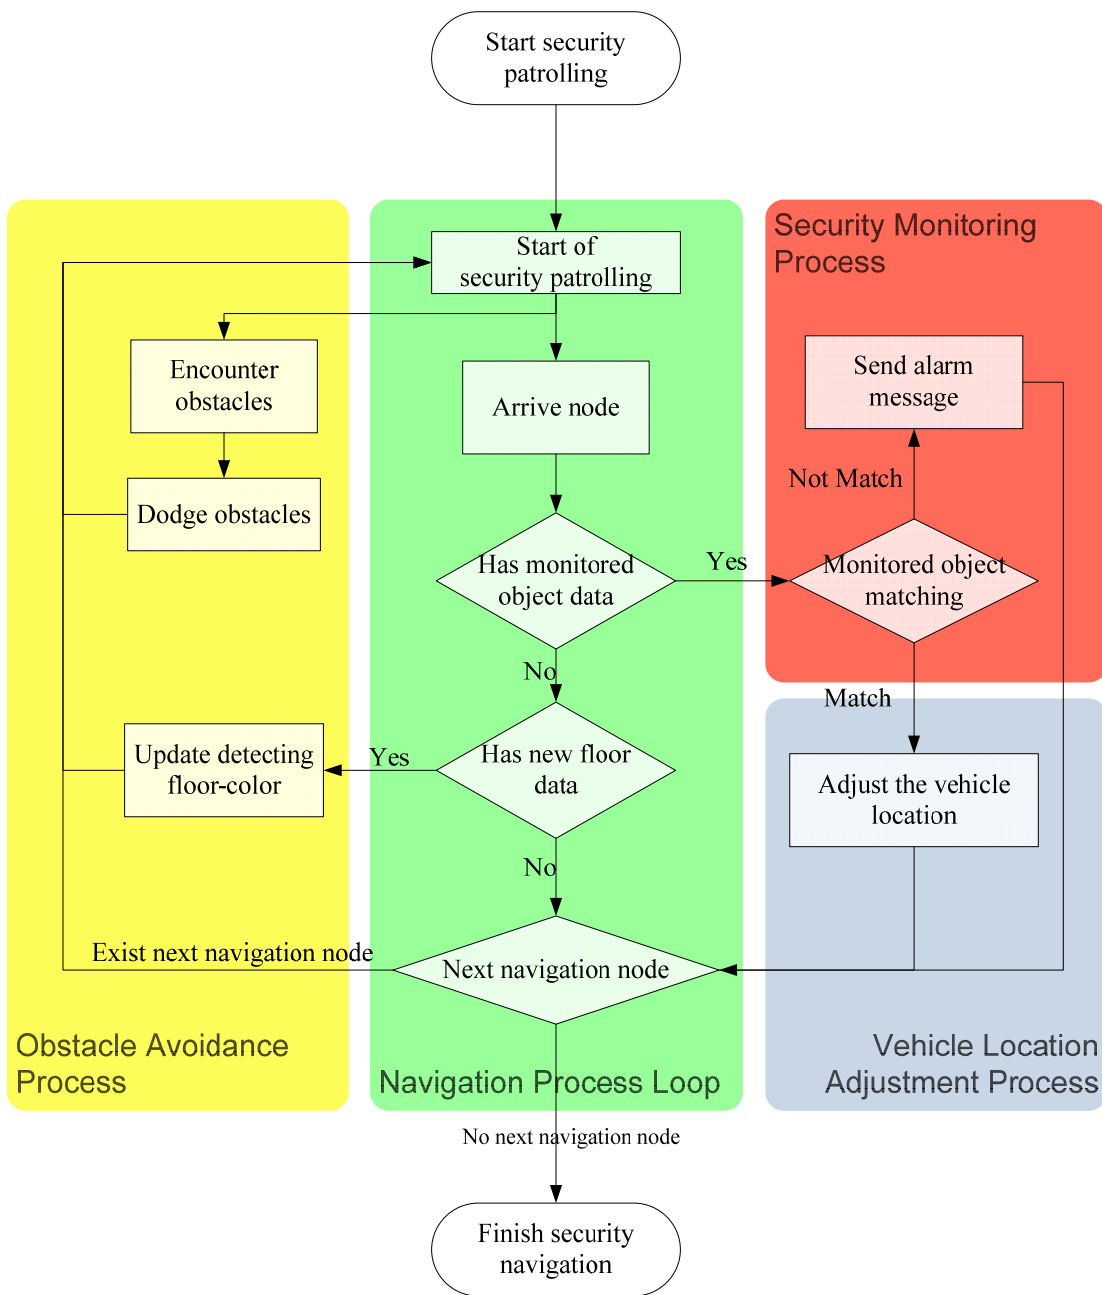 Start security
patrolling
Security Monitoring
Process
Start of
security patrolling
Encounter
obstacles
Arrive node
Send alarm
message
Not Match
Dodge obstacles
Has monitored
object data
Yes
Monitored object
matching
No
Match
Update detecting
floor-color
Yes
Has new floor
data
Adjust the vehicle
location
No
Exist next navigation node
Next navigation node
Obstacle Avoidance
Process
Navigation Process Loop
Vehicle Location
Adjustment Process
No next navigation node
Finish security
navigation